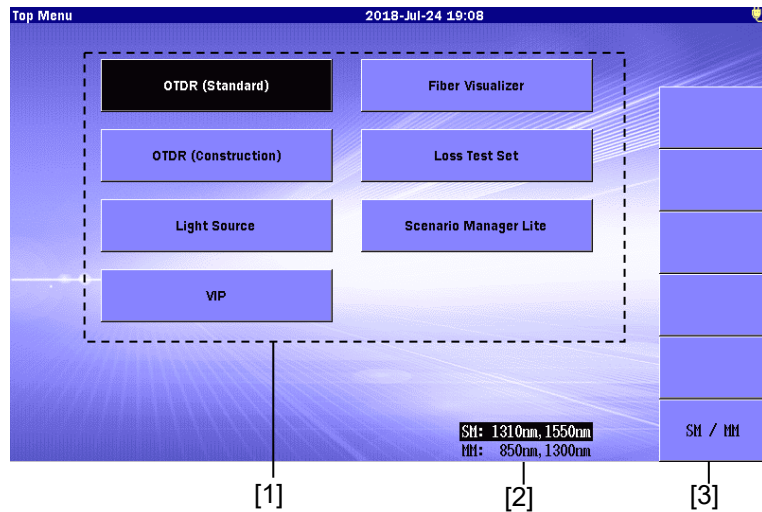 Top Menu 2018-Jul-24 19:08
OTDR (Standard) Fiber Visualizer
OTDR (Construction) Loss Test Set
Light Source Scenario Manager Lite
VIP
SM: 1310nm,1550nm
SM / MM
MM: 850nm,1300nm
[1] [2] [3]